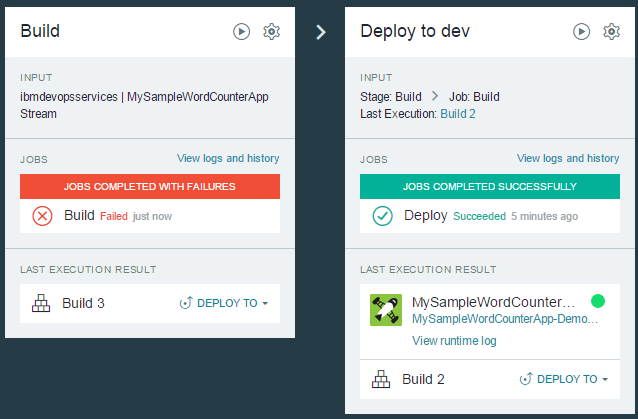 Build
INPUT
ibmdevopsservices | MySampleWordCounterApp
Stream
JOBS
View logs and history
JOBS COMPLETED WITH FAILURES
Build Failed just now
LAST EXECUTION RESULT
Build 3
DEPLOY TO
Deploy to dev
INPUT
Stage: Build > Job: Build
Last Execution: Build 2
JOBS
View logs and history
JOBS COMPLETED SUCCESSFULLY
Deploy Succeeded 5 minutes ago
LAST EXECUTION RESULT
MySampleWordCounter...
MySampleWordCounterApp-Demo...
View runtime log
Build 2
DEPLOY TO